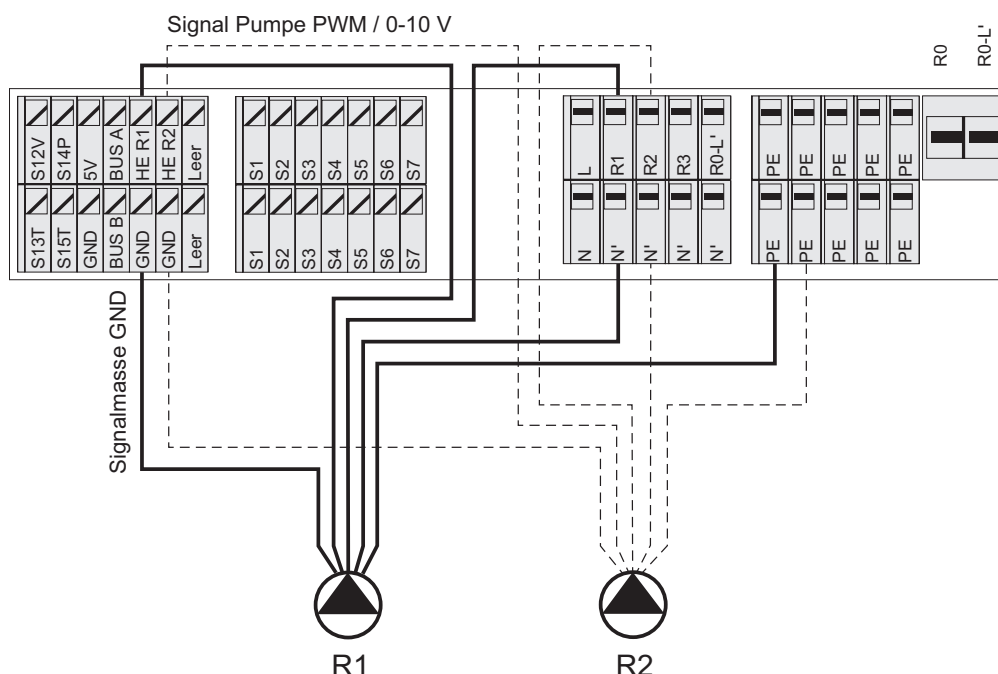 Signal Pumpe PWM / 0-10 V
R0
R0-L'
S12V
S14P
5V
BUS A
HE R1
HE R2
Leer
S1
S2
S3
S4
S5
S6
S7
L
R1
R2
R3
R0-L'
PE
PE
PE
PE
PE
S13T
S15T
GND
BUS B
GND
GND
Leer
S1
S2
S3
S4
S5
S6
S7
N
N'
N'
N'
N'
PE
PE
PE
PE
PE
Signalmasse GND
R1
R2